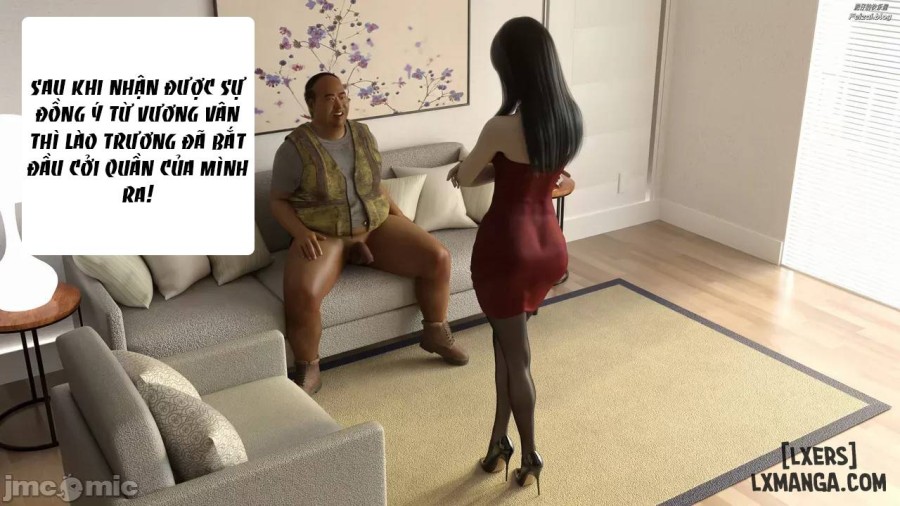 SAU KHI NHẬN ĐƯỢC SỰ
ĐỒNG Ý TỪ VƯƠNG VÂN
THÌ LÀO TRƯƠNG ĐÃ BẮT
ĐẦU CỞI QUẦN CỦA MÌNH
RA!
[LXERS]
LXMANGA.COM
jmcomic